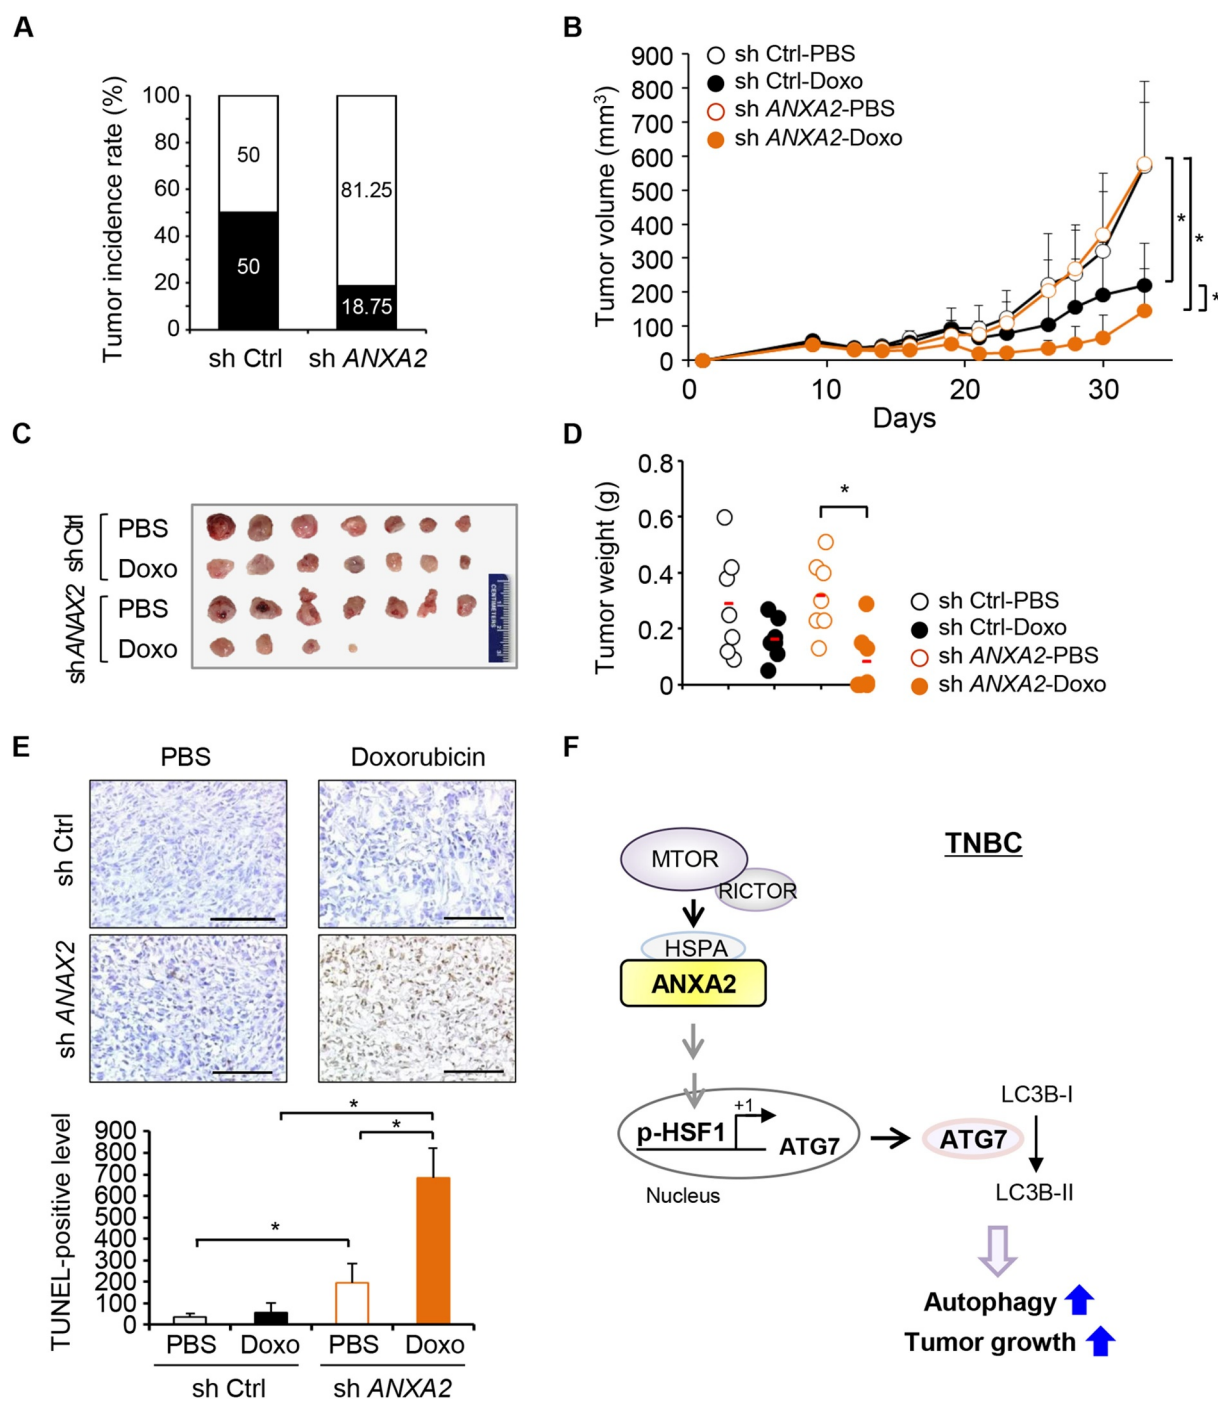 A
Tumor incidence rate (%)
100
80
60
40
20
0
50
50
81.25
18.75
sh Ctrl
sh ANXA2
B
Tumor volume (mm³)
900
800
700
600
500
400
300
200
100
0
sh Ctrl-PBS
sh Ctrl-Doxo
sh ANXA2-PBS
sh ANXA2-Doxo
*
*
*
0
10
20
30
Days
C
sh Ctrl
PBS
Doxo
sh ANAX2
PBS
Doxo
CENTIMETERS
D
Tumor weight (g)
0.8
0.6
0.4
0.2
0
*
sh Ctrl-PBS
sh Ctrl-Doxo
sh ANXA2-PBS
sh ANXA2-Doxo
E
PBS
Doxorubicin
sh Ctrl
sh ANAX2
TUNEL-positive level
900
800
700
600
500
400
300
200
100
0
*
*
*
PBS
Doxo
PBS
Doxo
sh Ctrl
sh ANXA2
F
TNBC
MTOR
RICTOR
HSPA
ANXA2
p-HSF1
+1
ATG7
Nucleus
ATG7
LC3B-I
LC3B-II
Autophagy
Tumor growth